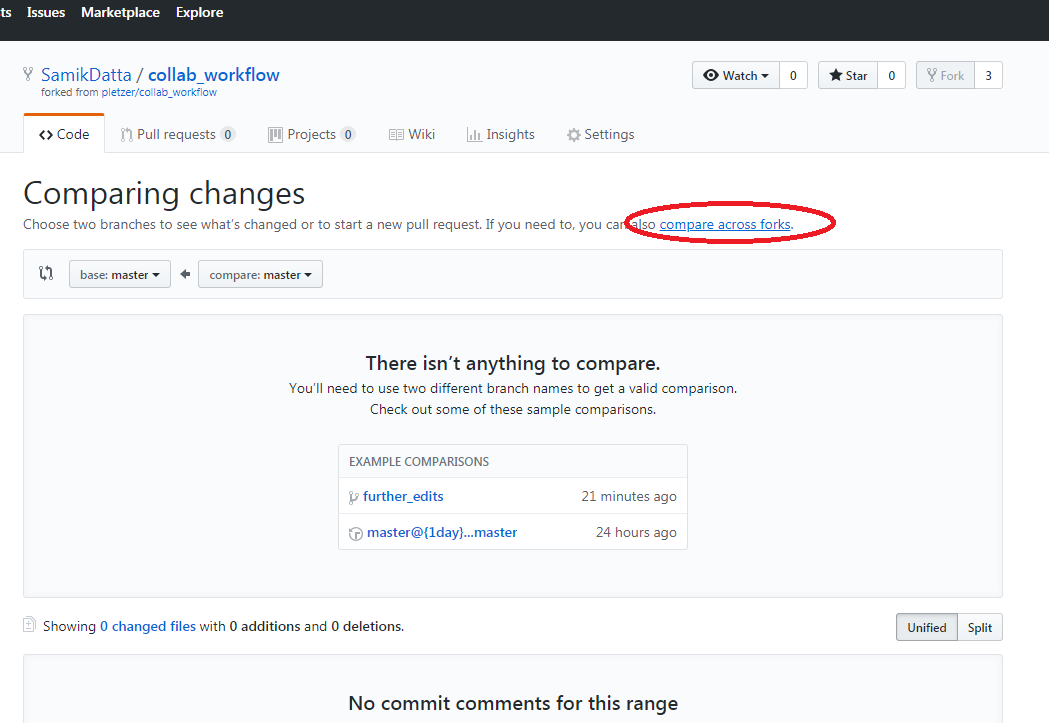 ts Issues Marketplace Explore
SamikDatta / collab_workflow
forked from pletzer/collab_workflow
Watch 0 Star 0 Fork 3
Code Pull requests 0 Projects 0 Wiki Insights Settings
Comparing changes
Choose two branches to see what's changed or to start a new pull request. If you need to, you can also compare across forks.
base: master compare: master
There isn't anything to compare.
You'll need to use two different branch names to get a valid comparison.
Check out some of these sample comparisons.
EXAMPLE COMPARISONS
further_edits 21 minutes ago
master@{1day}...master 24 hours ago
Showing 0 changed files with 0 additions and 0 deletions.
Unified Split
No commit comments for this range